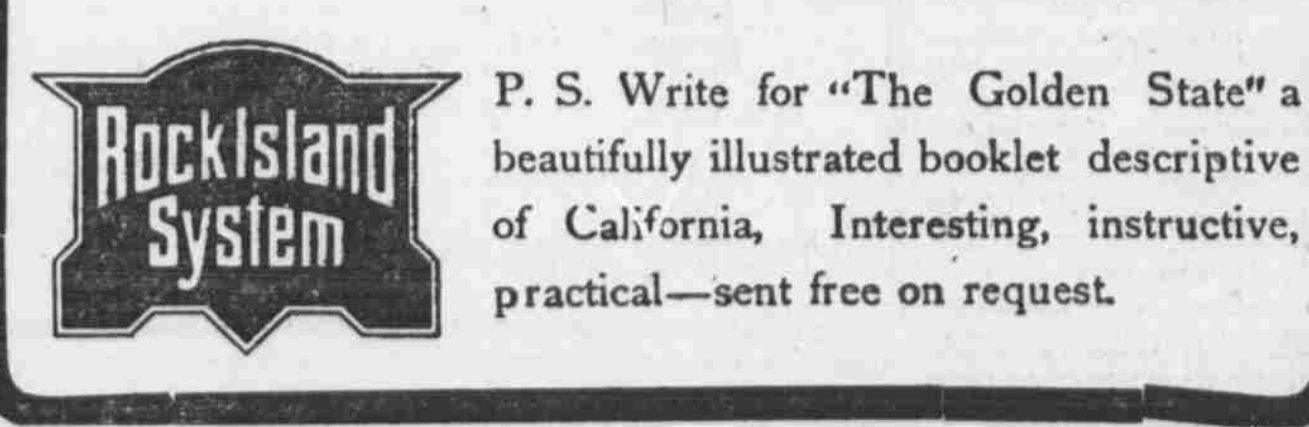 Rock Island
System
P. S. Write for "The Golden State" a
beautifully illustrated booklet descriptive
of California, Interesting, instructive,
practical—sent free on request.